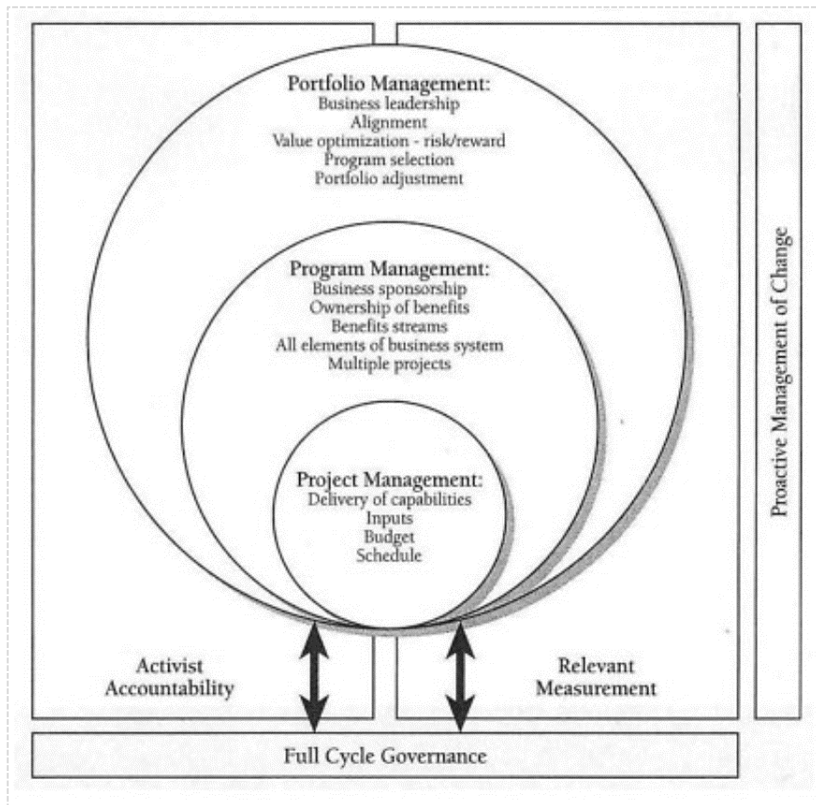 Portfolio Management:
Business leadership
Alignment
Value optimization - risk/reward
Program selection
Portfolio adjustment
Program Management:
Business sponsorship
Ownership of benefits
Benefits streams
All elements of business system
Multiple projects
Project Management:
Delivery of capabilities
Inputs
Budget
Schedule
Activist
Accountability
Relevant
Measurement
Full Cycle Governance
Proactive Management of Change